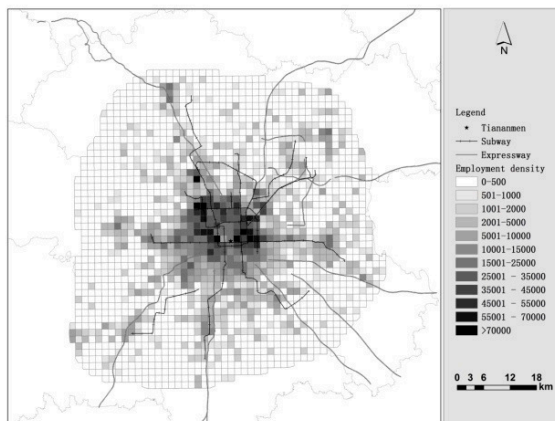 N
Legend
Tiananmen
Subway
Expressway
Employment density
0-500
501-1000
1001-2000
2001-5000
5001-10000
10001-15000
15001-25000
25001 - 35000
35001 - 45000
45001 - 55000
55001 - 70000
>70000
0 3 6 12 18
km